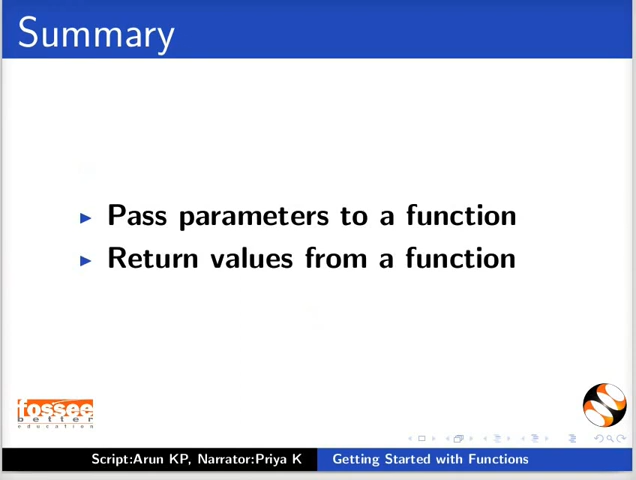 Summary
Pass parameters to a function
Return values from a function
fossee
better
education
Script:Arun KP, Narrator:Priya K
Getting Started with Functions